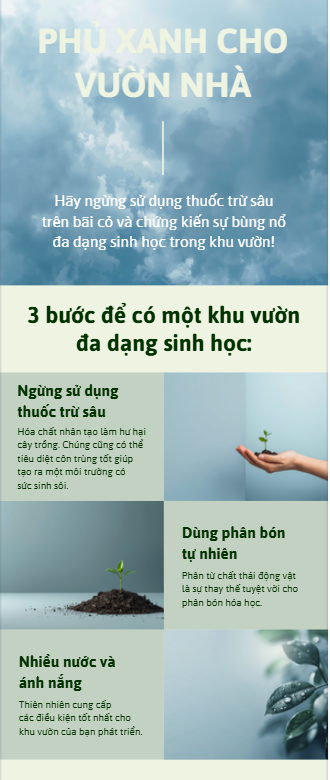 PHỦ XANH CHO
VƯỜN NHÀ
Hãy ngừng sử dụng thuốc trừ sâu
trên bãi cỏ và chứng kiến sự bùng nổ
đa dạng sinh học trong khu vườn!
3 bước để có một khu vườn
đa dạng sinh học:
Ngừng sử dụng
thuốc trừ sâu
Hóa chất nhân tạo làm hư hại
cây trồng. Chúng cũng có thể
tiêu diệt côn trùng tốt giúp
tạo ra một môi trường có
sức sinh sôi.
Dùng phân bón
tự nhiên
Phân từ chất thải động vật
là sự thay thế tuyệt vời cho
phân bón hóa học.
Nhiều nước và
ánh nắng
Thiên nhiên cung cấp
các điều kiện tốt nhất cho
khu vườn của bạn phát triển.